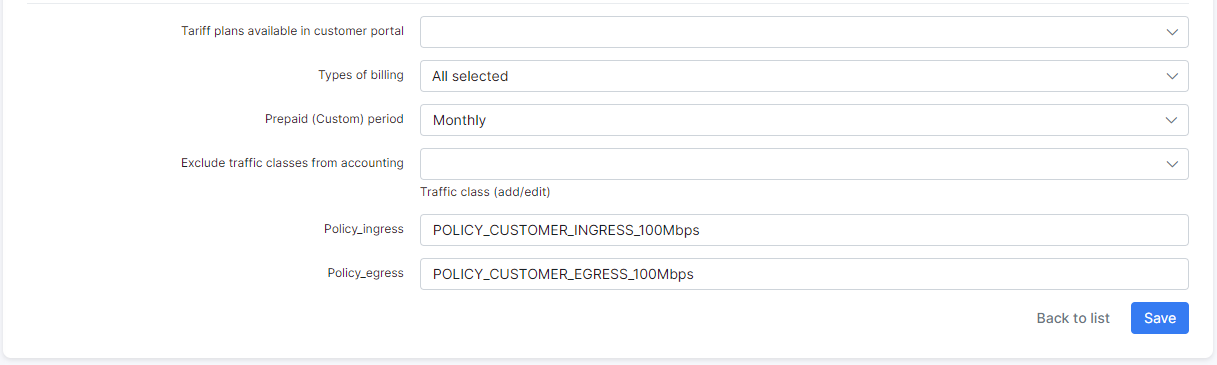 Tariff plans available in customer portal
Types of billing All selected
Prepaid (Custom) period Monthly
Exclude traffic classes from accounting
Traffic class (add/edit)
Policy_ingress POLICY_CUSTOMER_INGRESS_100Mbps
Policy_egress POLICY_CUSTOMER_EGRESS_100Mbps
Back to list Save